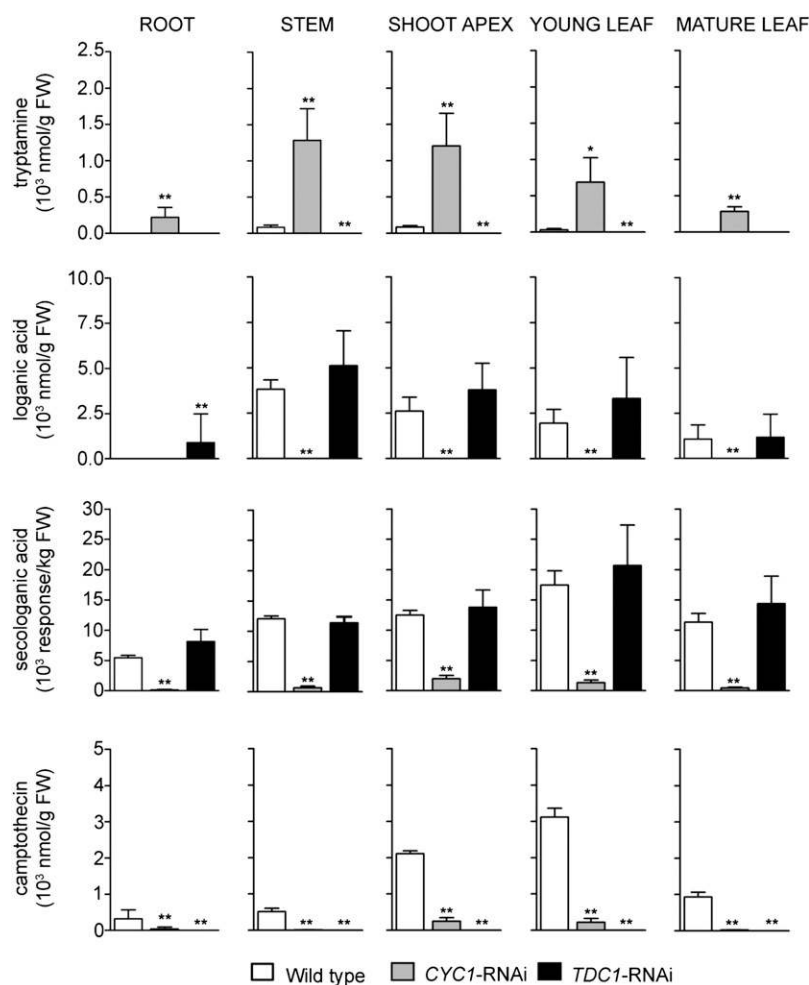 ROOT STEM SHOOT APEX YOUNG LEAF MATURE LEAF
tryptamine
(10³ nmol/g FW)
2.5
2.0
1.5
1.0
0.5
0.0
** ** ** ** * ** **
loganic acid
(10³ nmol/g FW)
10.0
7.5
5.0
2.5
0.0
** ** ** ** **
secologanic acid
(10³ response/kg FW)
30
25
20
15
10
5
0
** ** ** ** **
camptothecin
(10³ nmol/g FW)
5
4
3
2
1
0
** ** ** ** ** ** ** ** ** **
Wild type CYC1-RNAi TDC1-RNAi